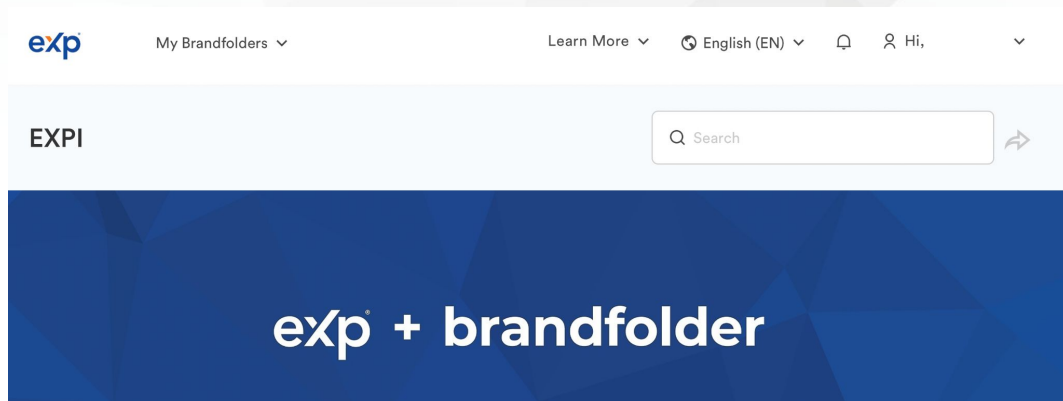 eXp
My Brandfolders
Learn More
English (EN)
Hi,
EXPI
Search
eXp® + brandfolder